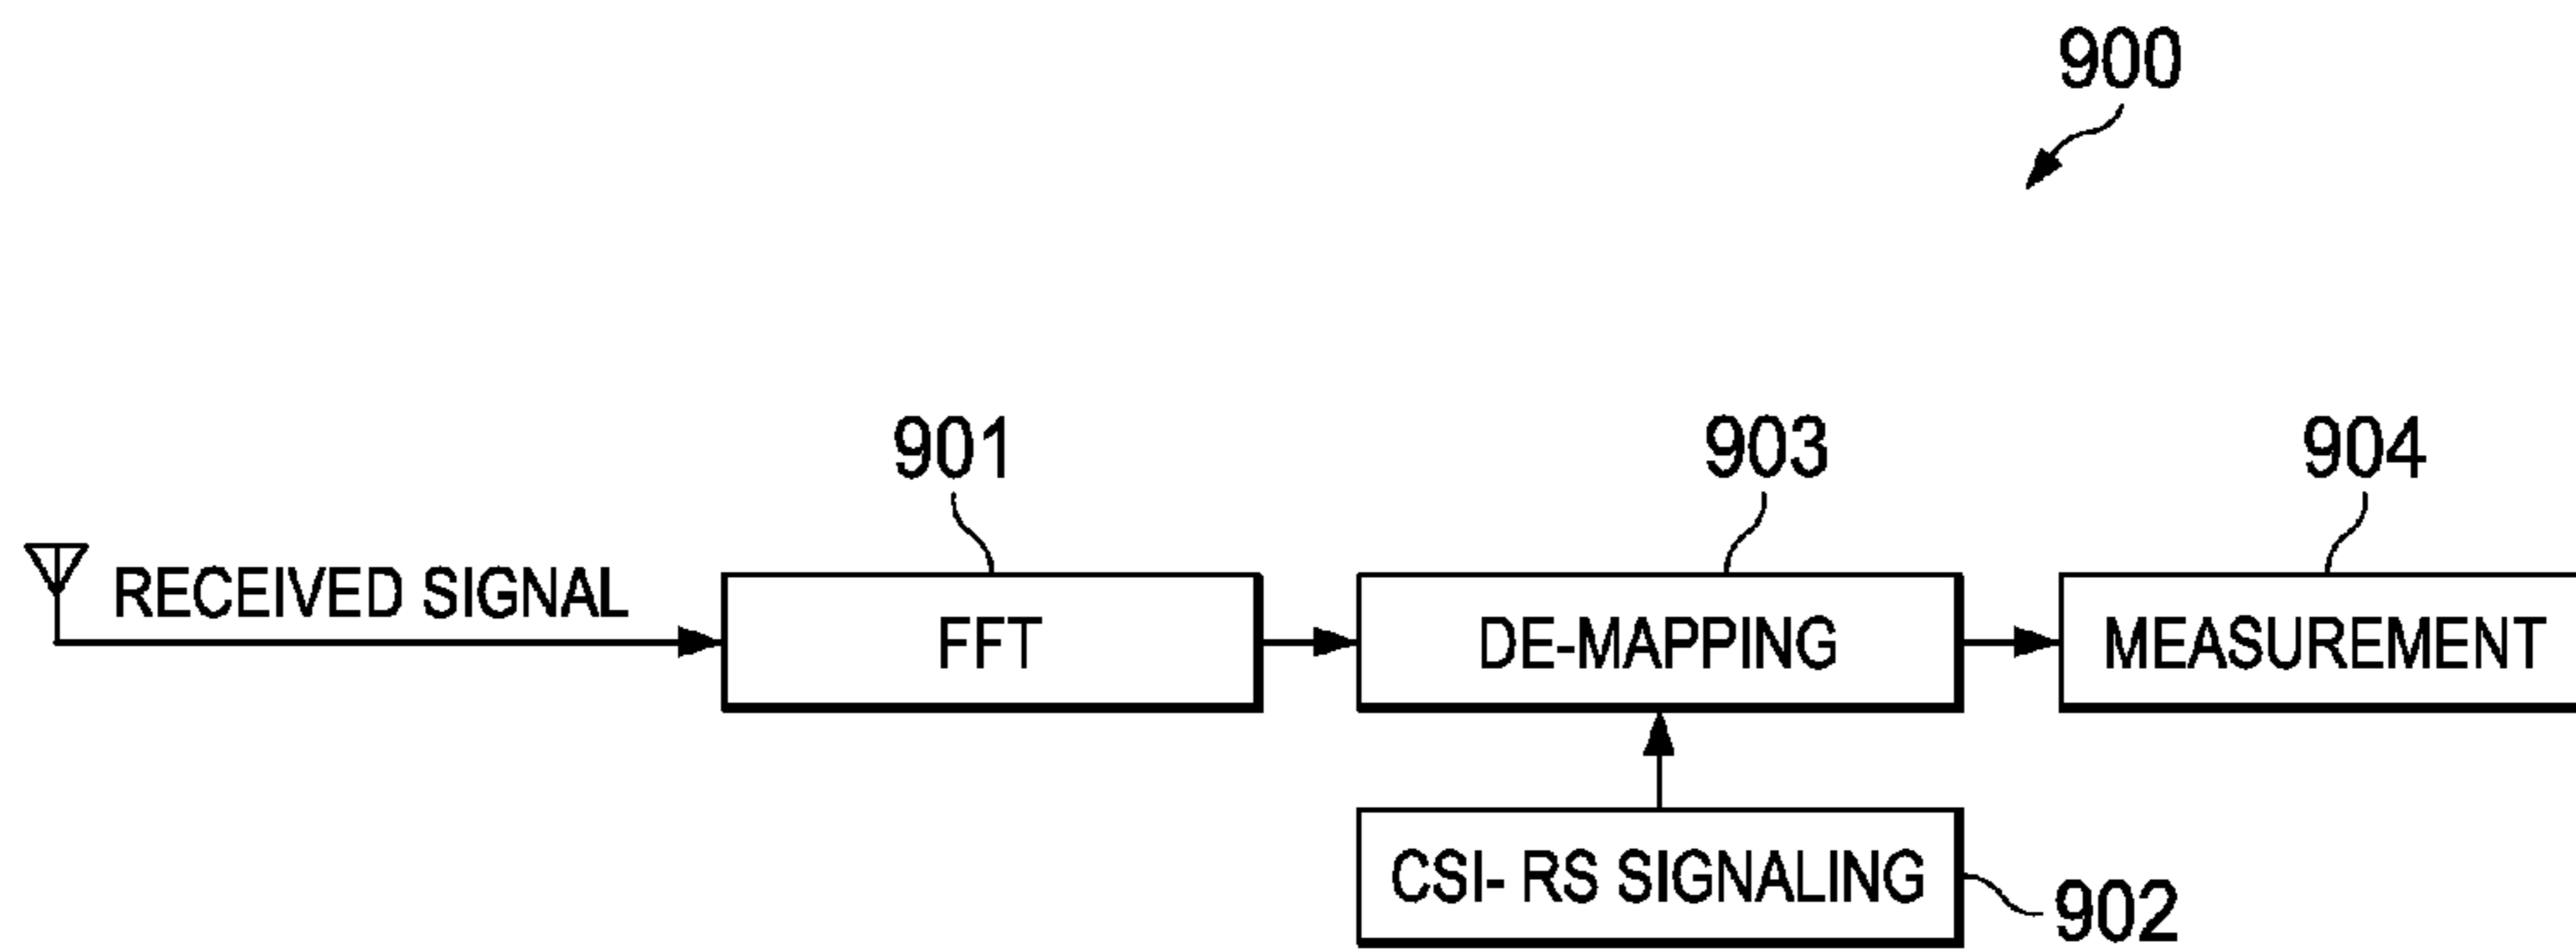 900
901
903
904
RECEIVED SIGNAL
FFT
DE-MAPPING
MEASUREMENT
CSI- RS SIGNALING
902